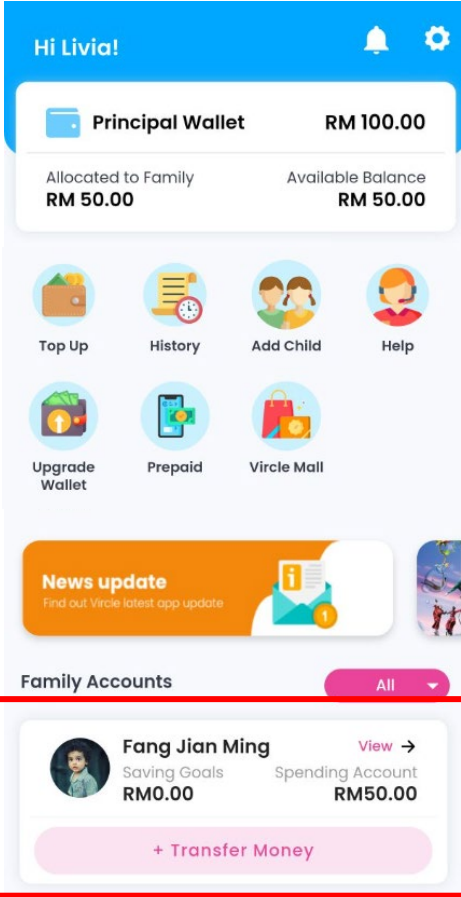 Hi Livia!
Principal Wallet RM 100.00
Allocated to Family Available Balance
RM 50.00 RM 50.00
Top Up History Add Child Help
Upgrade Prepaid Vircle Mall
Wallet
News update
Find out Vircle latest app update
1
Family Accounts All
Fang Jian Ming View →
Saving Goals Spending Account
RM0.00 RM50.00
+ Transfer Money